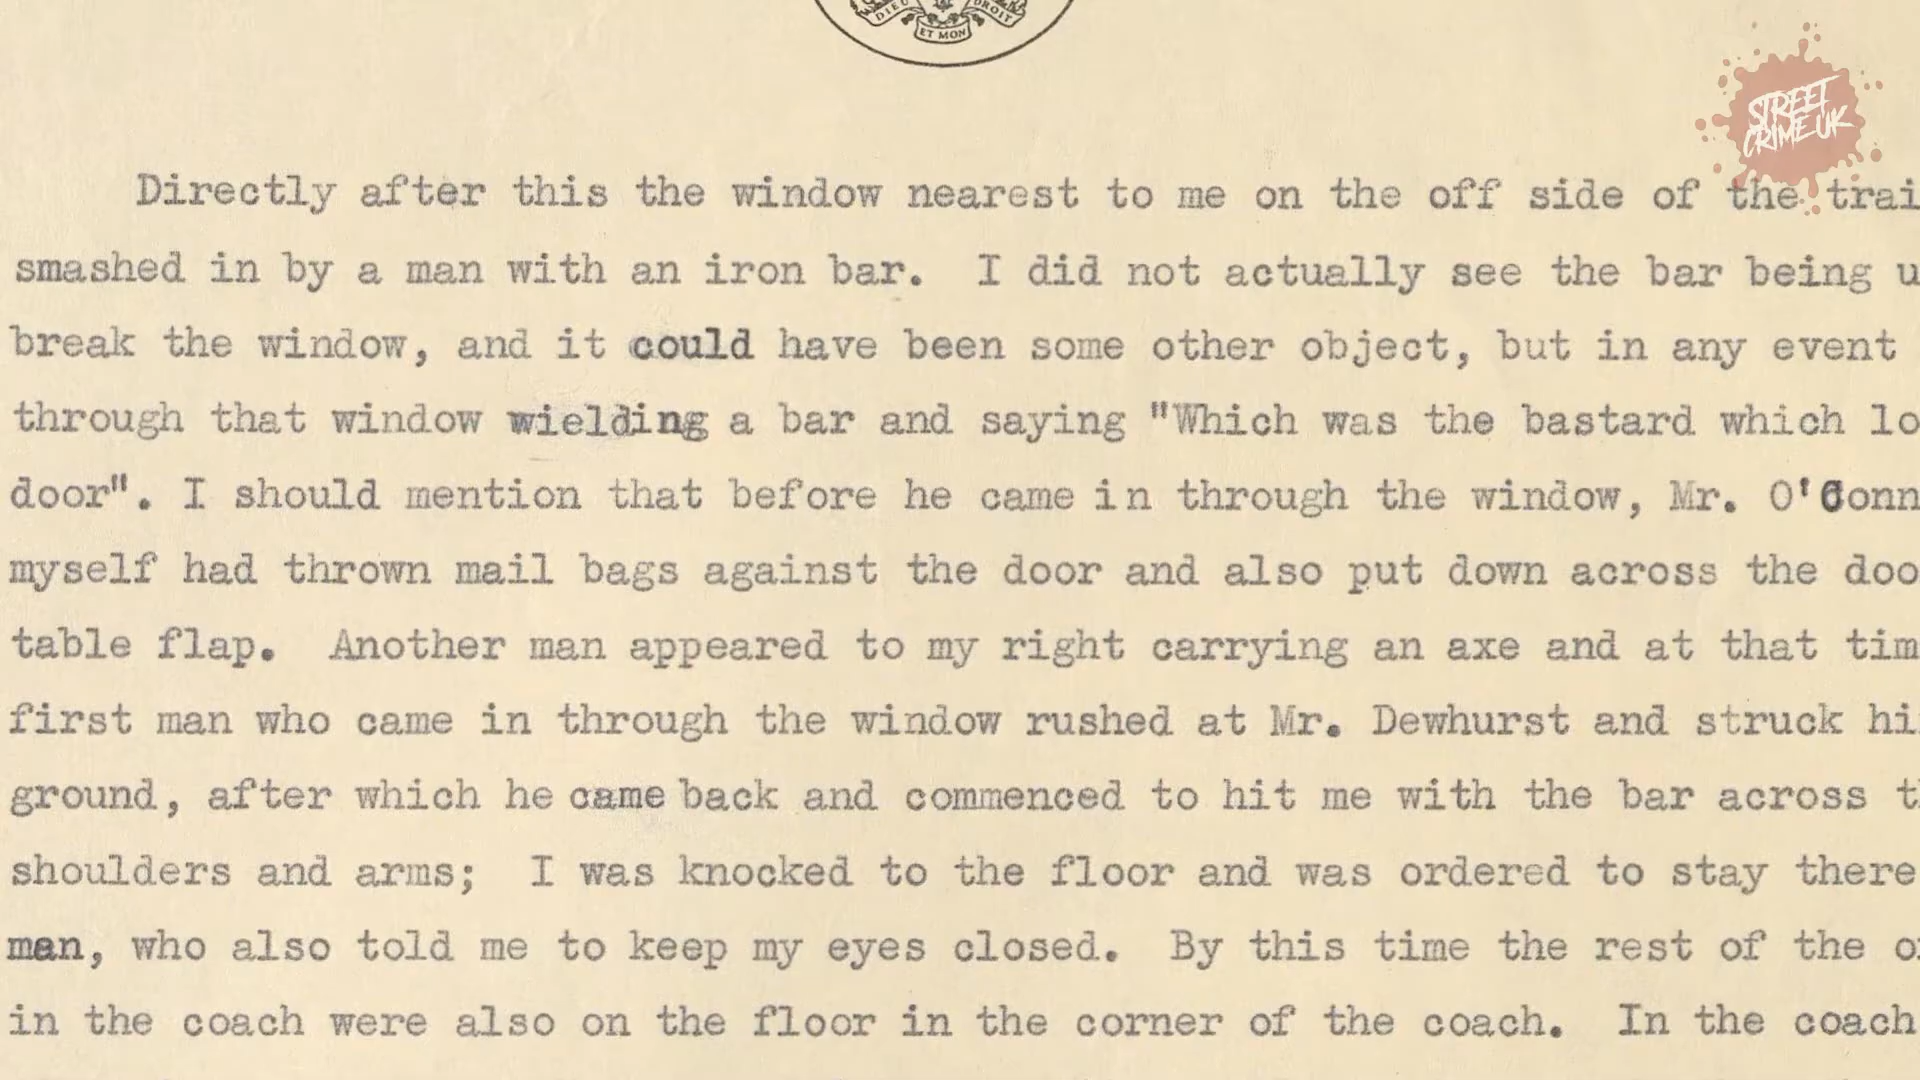 DIEU ET MON DROIT
STREET
CRIME UK
Directly after this the window nearest to me on the off side of the trai
smashed in by a man with an iron bar. I did not actually see the bar being u
break the window, and it could have been some other object, but in any event
through that window wielding a bar and saying "Which was the bastard which lo
door". I should mention that before he came in through the window, Mr. O'Conn
myself had thrown mail bags against the door and also put down across the doo
table flap. Another man appeared to my right carrying an axe and at that tim
first man who came in through the window rushed at Mr. Dewhurst and struck hi
ground, after which he came back and commenced to hit me with the bar across t
shoulders and arms; I was knocked to the floor and was ordered to stay there
man, who also told me to keep my eyes closed. By this time the rest of the o
in the coach were also on the floor in the corner of the coach. In the coach